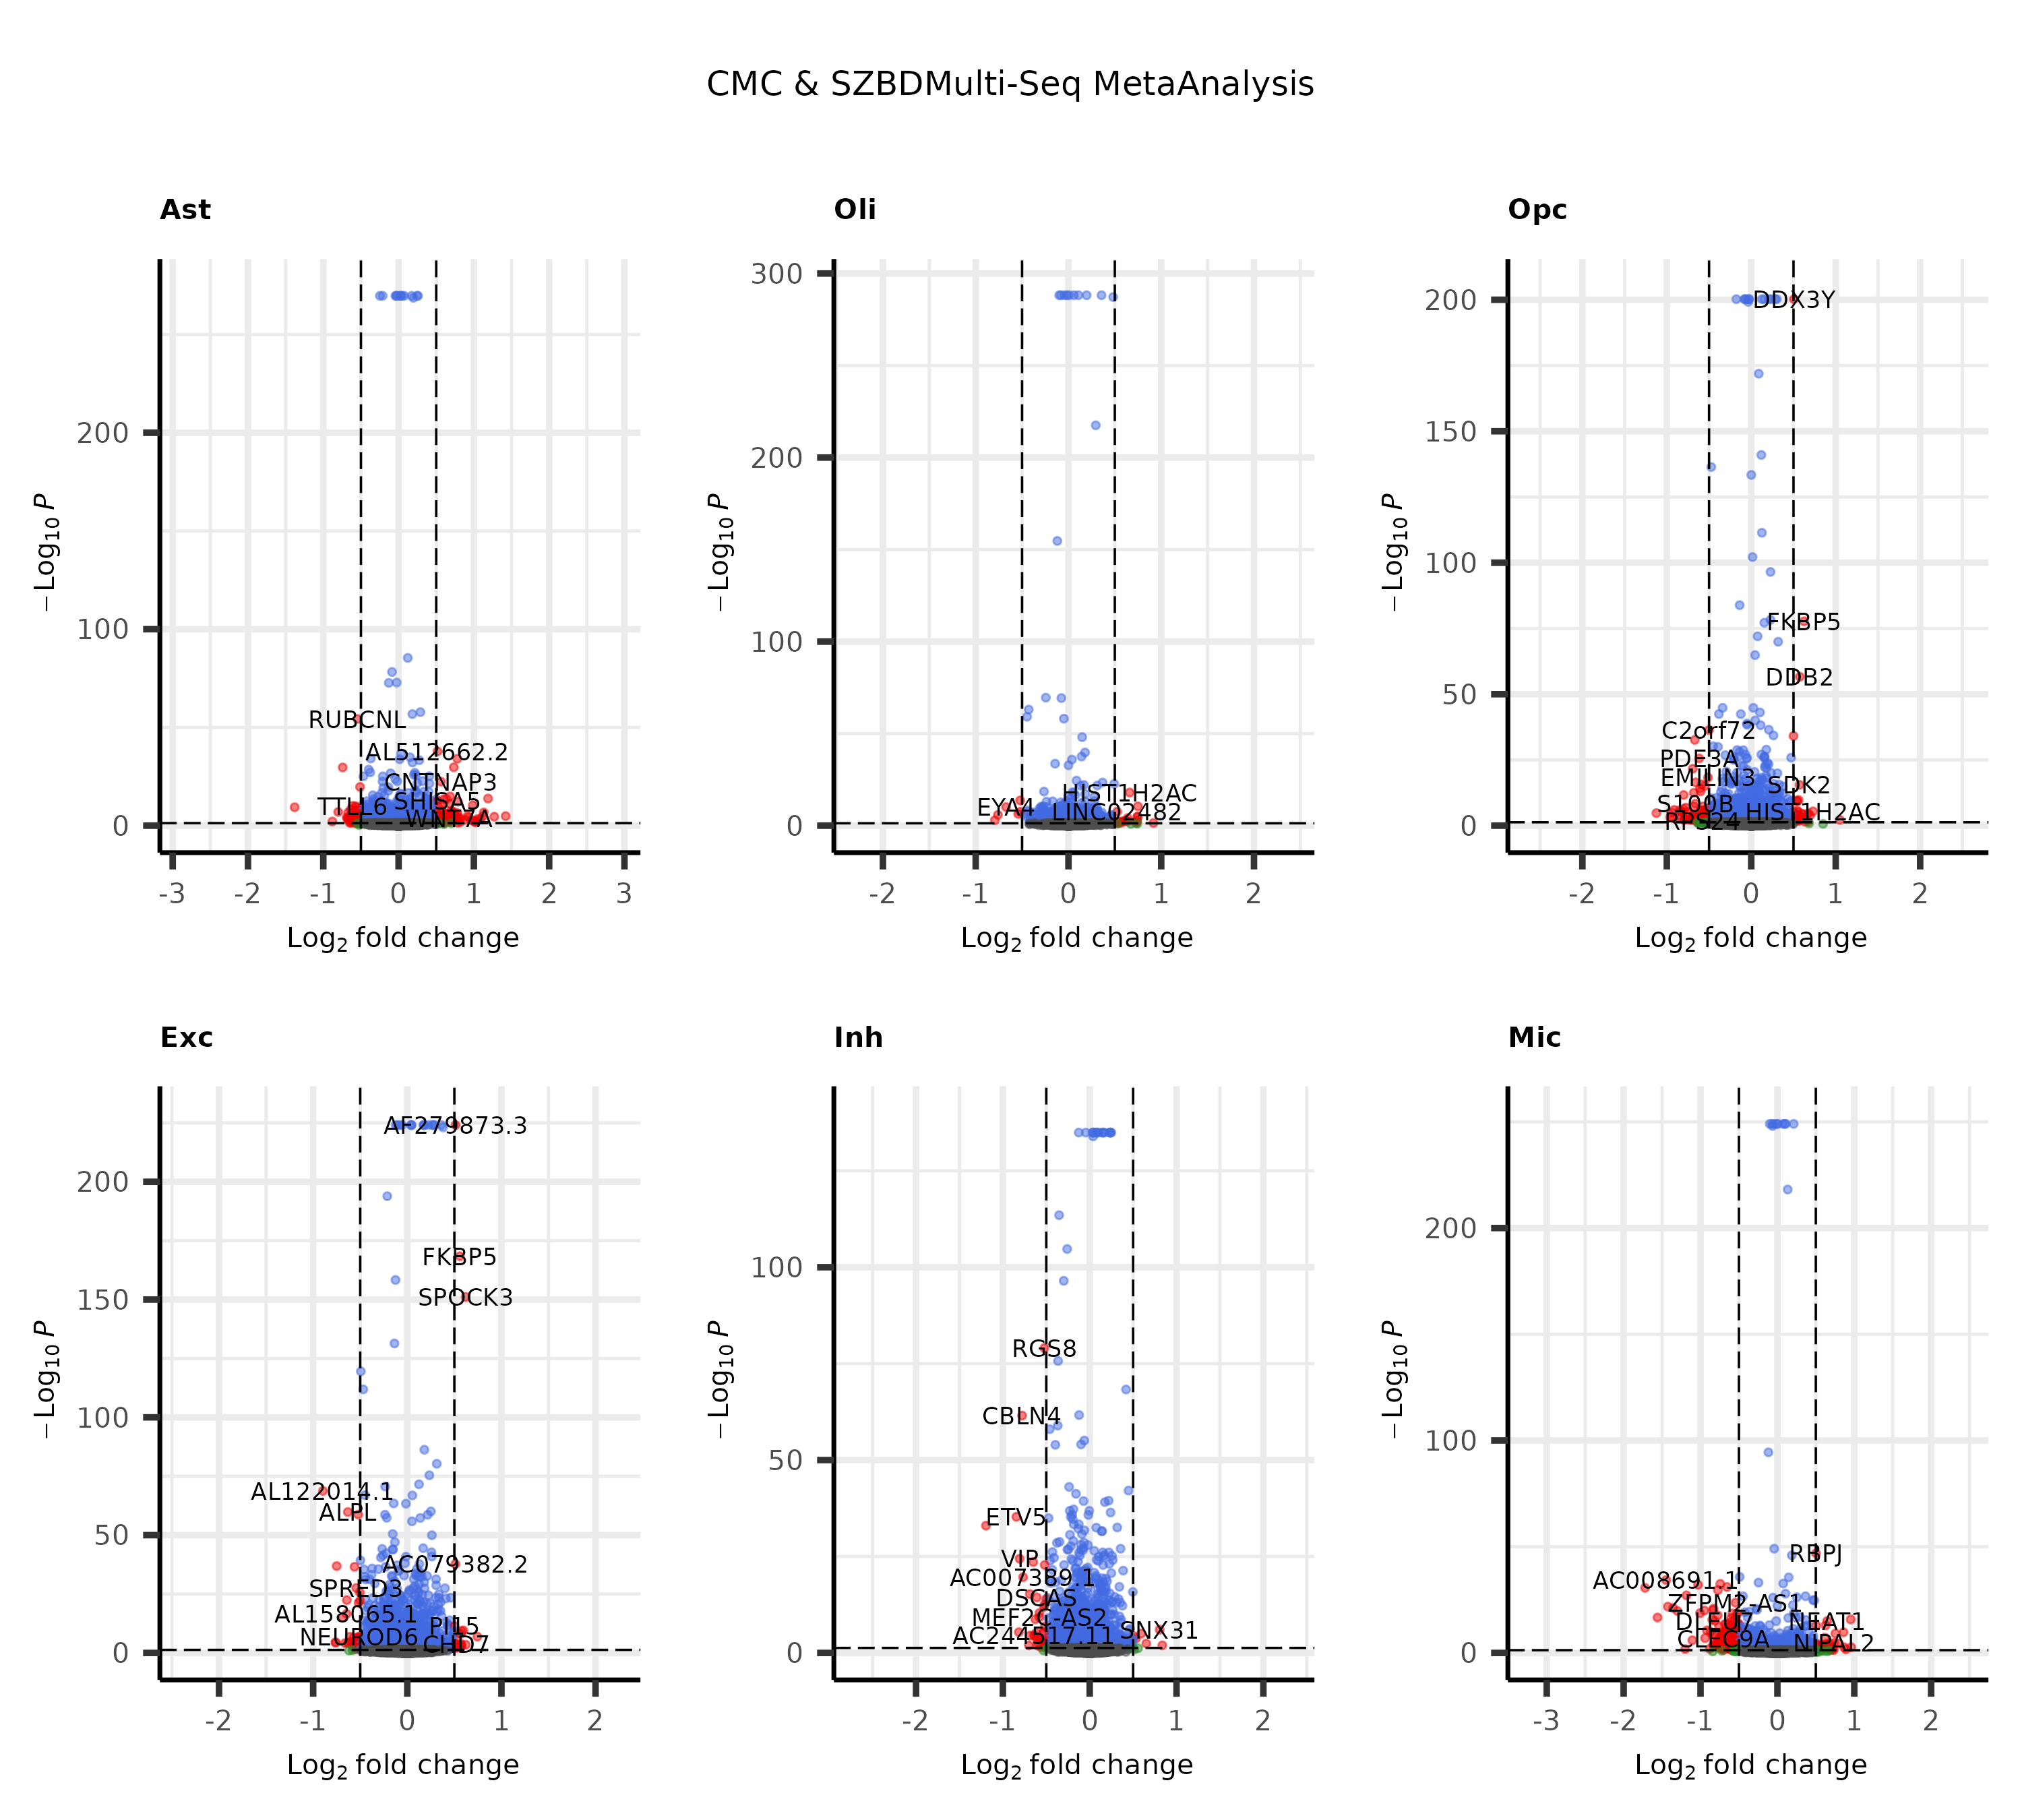 CMC & SZBDMulti-Seq MetaAnalysis
Ast
−Log10 P
200
100
0
RUBCNL
AL512662.2
CNTNAP3
SHISA5
TTLL6
WNT7A
-3 -2 -1 0 1 2 3
Log2 fold change
Oli
−Log10 P
300
200
100
0
HIST1H2AC
EYA4
LINC02482
-2 -1 0 1 2
Log2 fold change
Opc
−Log10 P
200
150
100
50
0
DDX3Y
FKBP5
DDB2
C2orf72
PDE3A
EMILIN3
SDK2
S100B
HIST1H2AC
RPS24
-2 -1 0 1 2
Log2 fold change
Exc
−Log10 P
200
150
100
50
0
AF279873.3
FKBP5
SPOCK3
AL122014.1
ALPL
AC079382.2
SPRED3
AL158065.1
PI15
NEUROD6
CHD7
-2 -1 0 1 2
Log2 fold change
Inh
−Log10 P
100
50
0
RGS8
CBLN4
ETV5
VIP
AC007389.1
DSCAS
MEF2C-AS2
SNX31
AC244517.11
-2 -1 0 1 2
Log2 fold change
Mic
−Log10 P
200
100
0
RBPJ
AC008691.1
ZFPM2-AS1
NEAT1
CLEC9A
NIPAL2
-3 -2 -1 0 1 2
Log2 fold change